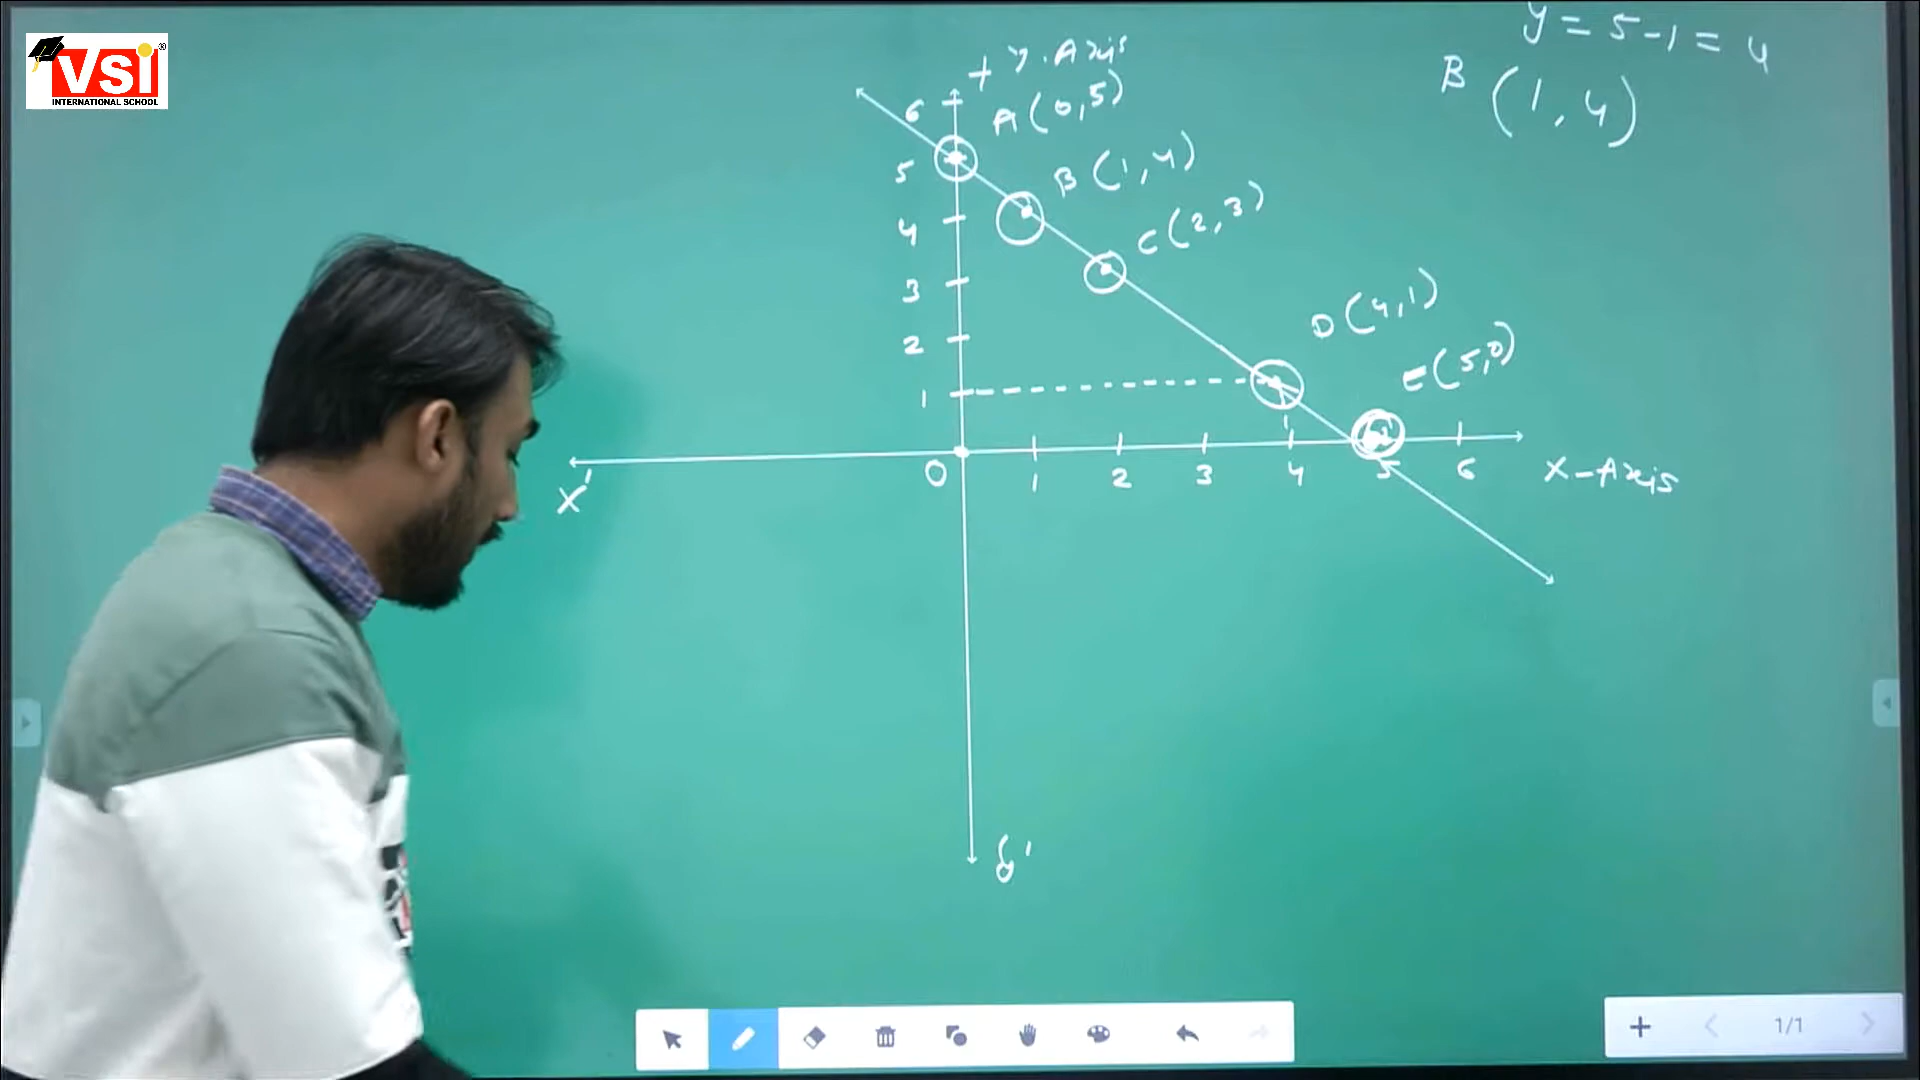 VSI
INTERNATIONAL SCHOOL
y = 5 - 1 = 4
B (1, 4)
+ Y. Axis
6
A (0, 5)
5
B (1, 4)
4
C (2, 3)
3
D (4, 1)
2
E (5, 0)
1
X' 0 1 2 3 4 5 6 X-Axis
y'
1/1